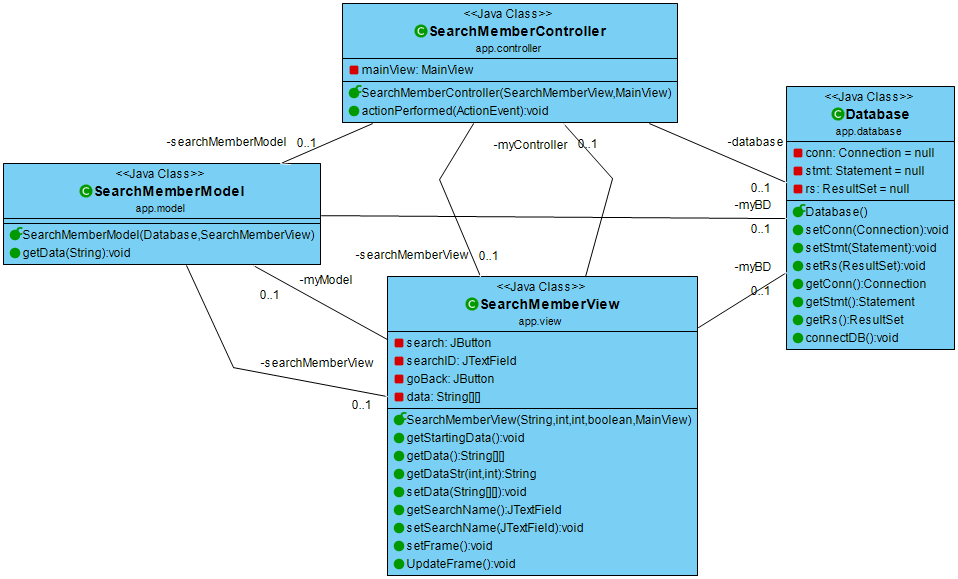 <<Java Class>>
SearchMemberController
app.controller
mainView: MainView
SearchMemberController(SearchMemberView,MainView)
actionPerformed(ActionEvent):void
<<Java Class>>
Database
app.database
conn: Connection = null
stmt: Statement = null
rs: ResultSet = null
Database()
setConn(Connection):void
setStmt(Statement):void
setRs(ResultSet):void
getConn():Connection
getStmt():Statement
getRs():ResultSet
connectDB():void
-searchMemberModel
0..1
-myController
0..1
-database
0..1
<<Java Class>>
SearchMemberModel
app.model
SearchMemberModel(Database,SearchMemberView)
getData(String):void
-myBD
0..1
-searchMemberView
0..1
-myBD
0..1
-myModel
0..1
-searchMemberView
0..1
<<Java Class>>
SearchMemberView
app.view
search: JButton
searchID: JTextField
goBack: JButton
data: String[][]
SearchMemberView(String,int,int,boolean,MainView)
getStartingData():void
getData():String[][]
getDataStr(int,int):String
setData(String[][]):void
getSearchName():JTextField
setSearchName(JTextField):void
setFrame():void
UpdateFrame():void